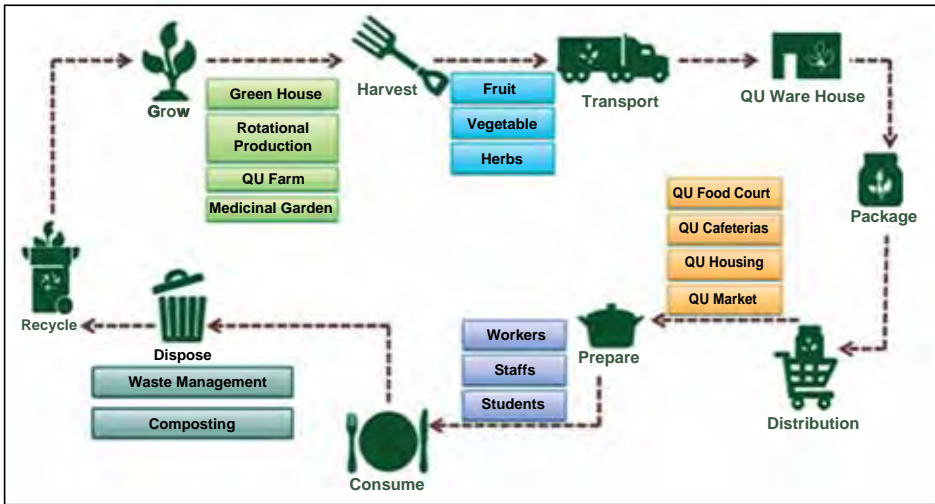 Grow
Green House
Rotational
Production
QU Farm
Medicinal Garden
Harvest
Fruit
Vegetable
Herbs
Transport
QU Ware House
Package
QU Food Court
QU Cafeterias
QU Housing
QU Market
Distribution
Prepare
Workers
Staffs
Students
Consume
Dispose
Waste Management
Composting
Recycle